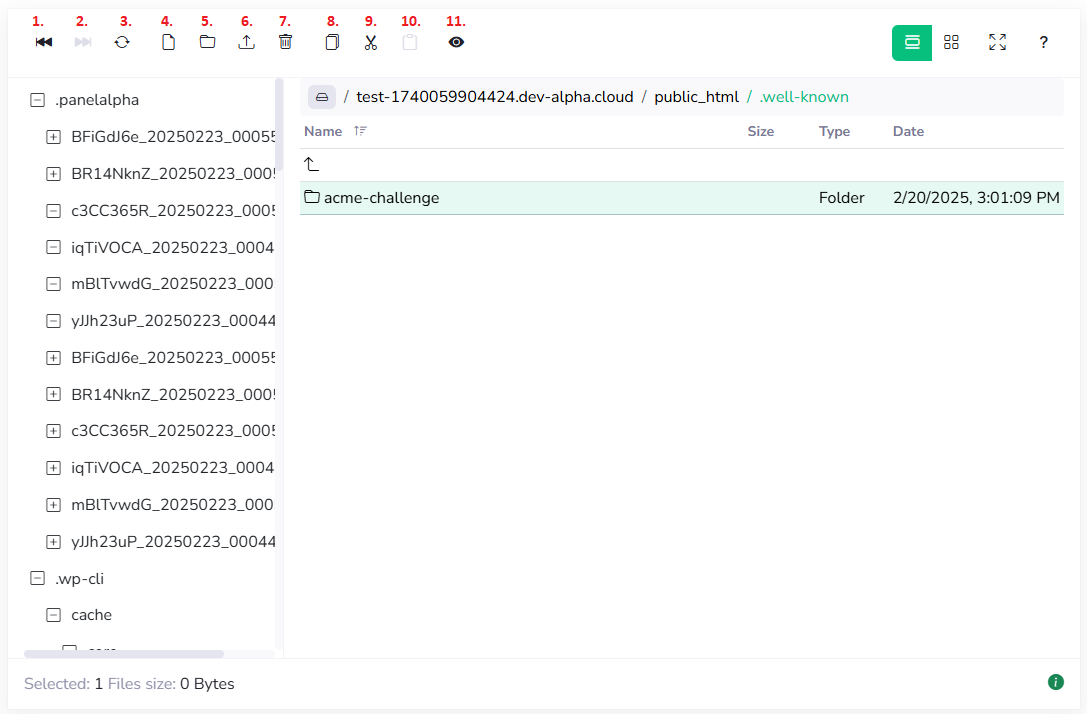 1. 2. 3. 4. 5. 6. 7. 8. 9. 10. 11.
?
.panelalpha
BFiGdJ6e_20250223_00055
BR14NknZ_20250223_0005
c3CC365R_20250223_0005
iqTiVOCA_20250223_0004
mBlTvwdG_20250223_000
yJJh23uP_20250223_00044
BFiGdJ6e_20250223_00055
BR14NknZ_20250223_0005
c3CC365R_20250223_0005
iqTiVOCA_20250223_0004
mBlTvwdG_20250223_000
yJJh23uP_20250223_00044
.wp-cli
cache
/ test-1740059904424.dev-alpha.cloud / public_html / .well-known
Name Size Type Date
acme-challenge Folder 2/20/2025, 3:01:09 PM
Selected: 1 Files size: 0 Bytes